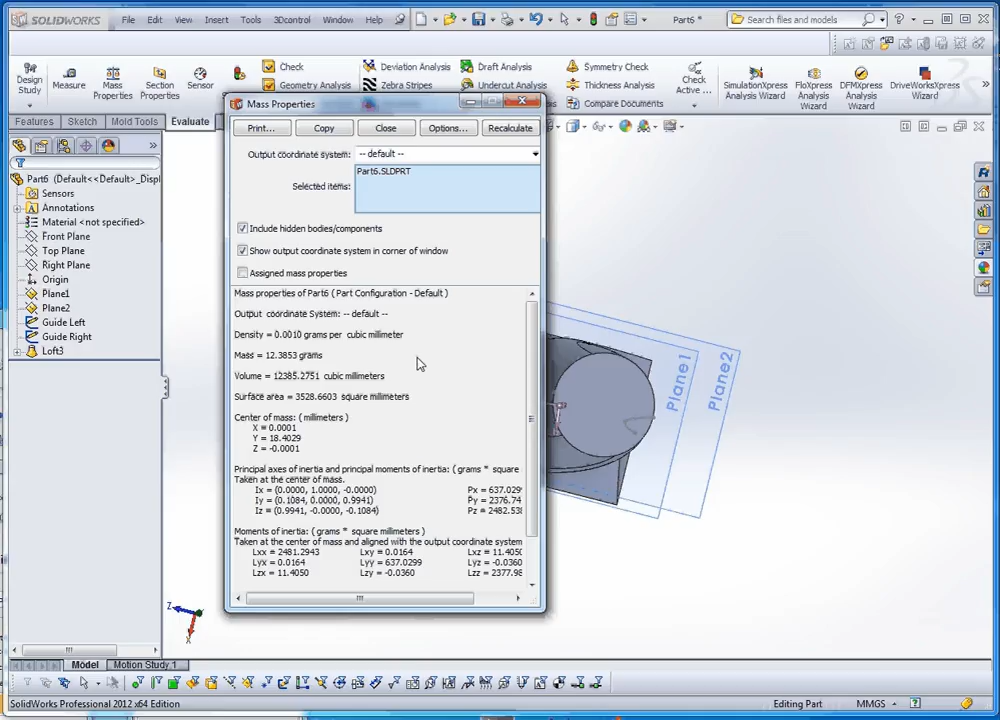 SOLIDWORKS File Edit View Insert Tools 3Dcontrol Window Help Part6 * Search files and models
Design Study
Measure
Mass Properties
Section Properties
Sensor
Check
Geometry Analysis
Deviation Analysis
Zebra Stripes
Draft Analysis
Undercut Analysis
Symmetry Check
Thickness Analysis
Compare Documents
Check Active ...
SimulationXpress Analysis Wizard
FloXpress Analysis Wizard
DFMXpress Analysis Wizard
DriveWorksXpress Wizard
Features Sketch Mold Tools Evaluate
Part6 (Default<<Default>_Displ
Sensors
Annotations
Material <not specified>
Front Plane
Top Plane
Right Plane
Origin
Plane1
Plane2
Guide Left
Guide Right
Loft3
Mass Properties
Print... Copy Close Options... Recalculate
Output coordinate system: -- default --
Part6.SLDPRT
Selected items:
Include hidden bodies/components
Show output coordinate system in corner of window
Assigned mass properties
Mass properties of Part6 ( Part Configuration - Default )
Output coordinate System: -- default --
Density = 0.0010 grams per cubic millimeter
Mass = 12.3853 grams
Volume = 12385.2751 cubic millimeters
Surface area = 3528.6603 square millimeters
Center of mass: ( millimeters )
X = 0.0001
Y = 18.4029
Z = -0.0001
Principal axes of inertia and principal moments of inertia: ( grams * square
Taken at the center of mass.
Ix = (0.0000, 1.0000, -0.0000) Px = 637.029
Iy = (0.1084, 0.0000, 0.9941) Py = 2376.74
Iz = (0.9941, -0.0000, -0.1084) Pz = 2482.53
Moments of inertia: ( grams * square millimeters )
Taken at the center of mass and aligned with the output coordinate system
Lxx = 2481.2943 Lxy = 0.0164 Lxz = 11.4050
Lyx = 0.0164 Lyy = 637.0299 Lyz = -0.0360
Lzx = 11.4050 Lzy = -0.0360 Lzz = 2377.98
Plane1
Plane2
Z
X
Model Motion Study 1
SolidWorks Professional 2012 x64 Edition Editing Part MMGS